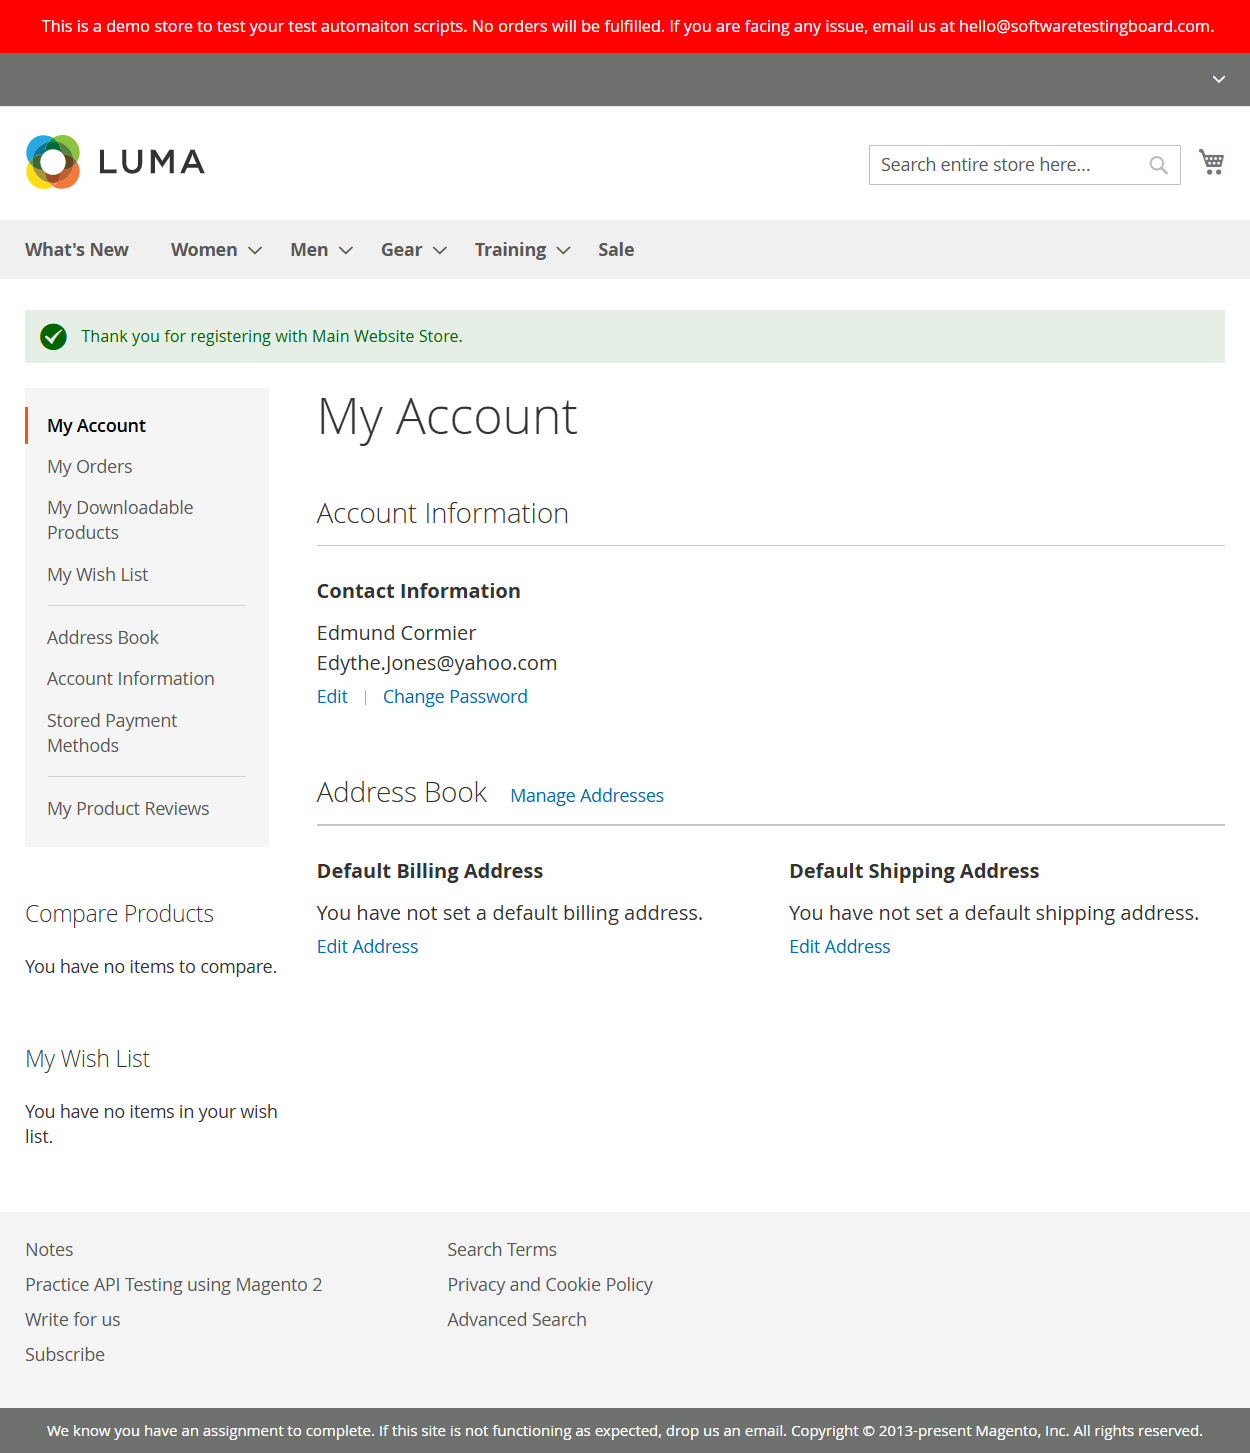 This is a demo store to test your test automaiton scripts. No orders will be fulfilled. If you are facing any issue, email us at hello@softwaretestingboard.com.
LUMA
Search entire store here...
What's New Women Men Gear Training Sale
Thank you for registering with Main Website Store.
My Account
My Orders
My Downloadable
Products
My Wish List
Address Book
Account Information
Stored Payment
Methods
My Product Reviews
Compare Products
You have no items to compare.
My Wish List
You have no items in your wish
list.
My Account
Account Information
Contact Information
Edmund Cormier
Edythe.Jones@yahoo.com
Edit | Change Password
Address Book Manage Addresses
Default Billing Address
You have not set a default billing address.
Edit Address
Default Shipping Address
You have not set a default shipping address.
Edit Address
Notes
Practice API Testing using Magento 2
Write for us
Subscribe
Search Terms
Privacy and Cookie Policy
Advanced Search
We know you have an assignment to complete. If this site is not functioning as expected, drop us an email. Copyright © 2013-present Magento, Inc. All rights reserved.